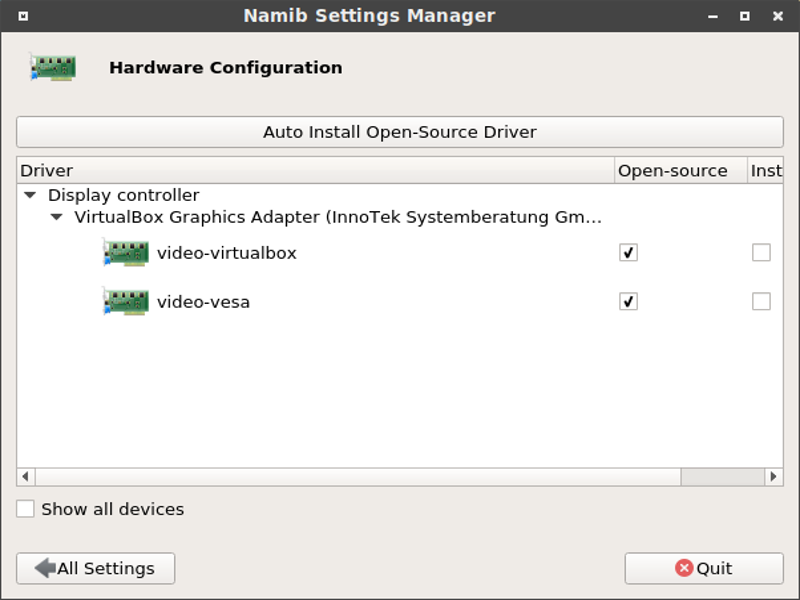 Namib Settings Manager
Hardware Configuration
Auto Install Open-Source Driver
Driver Open-source Inst
Display controller
VirtualBox Graphics Adapter (InnoTek Systemberatung Gm...
video-virtualbox
video-vesa
Show all devices
All Settings Quit